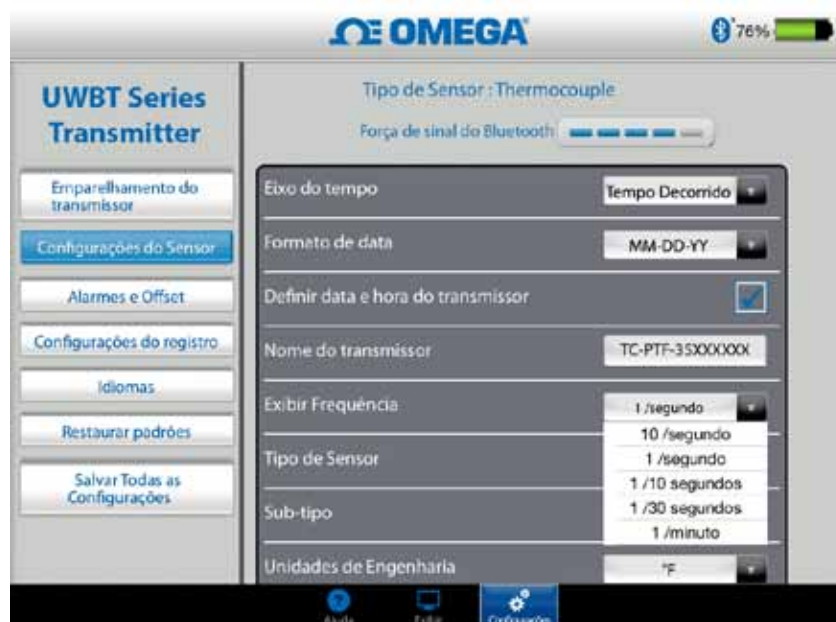 OMEGA
76%
UWBT Series
Transmitter
Emparelhamento do
transmissor
Configurações do Sensor
Alarmes e Offset
Configurações do registro
Idiomas
Restaurar padrões
Salvar Todas as
Configurações
Tipo de Sensor : Thermocouple
Força de sinal do Bluetooth
Eixo do tempo
Tempo Decorrido
Formato de data
MM-DD-YY
Definir data e hora do transmissor
Nome do transmissor
TC-PTF-35XXXXXX
Exibir Frequência
1 /segundo
10 /segundo
1 /segundo
1 /10 segundos
1 /30 segundos
1 /minuto
Tipo de Sensor
Sub-tipo
Unidades de Engenharia
°F
Ajuda
Exibir
Configurações